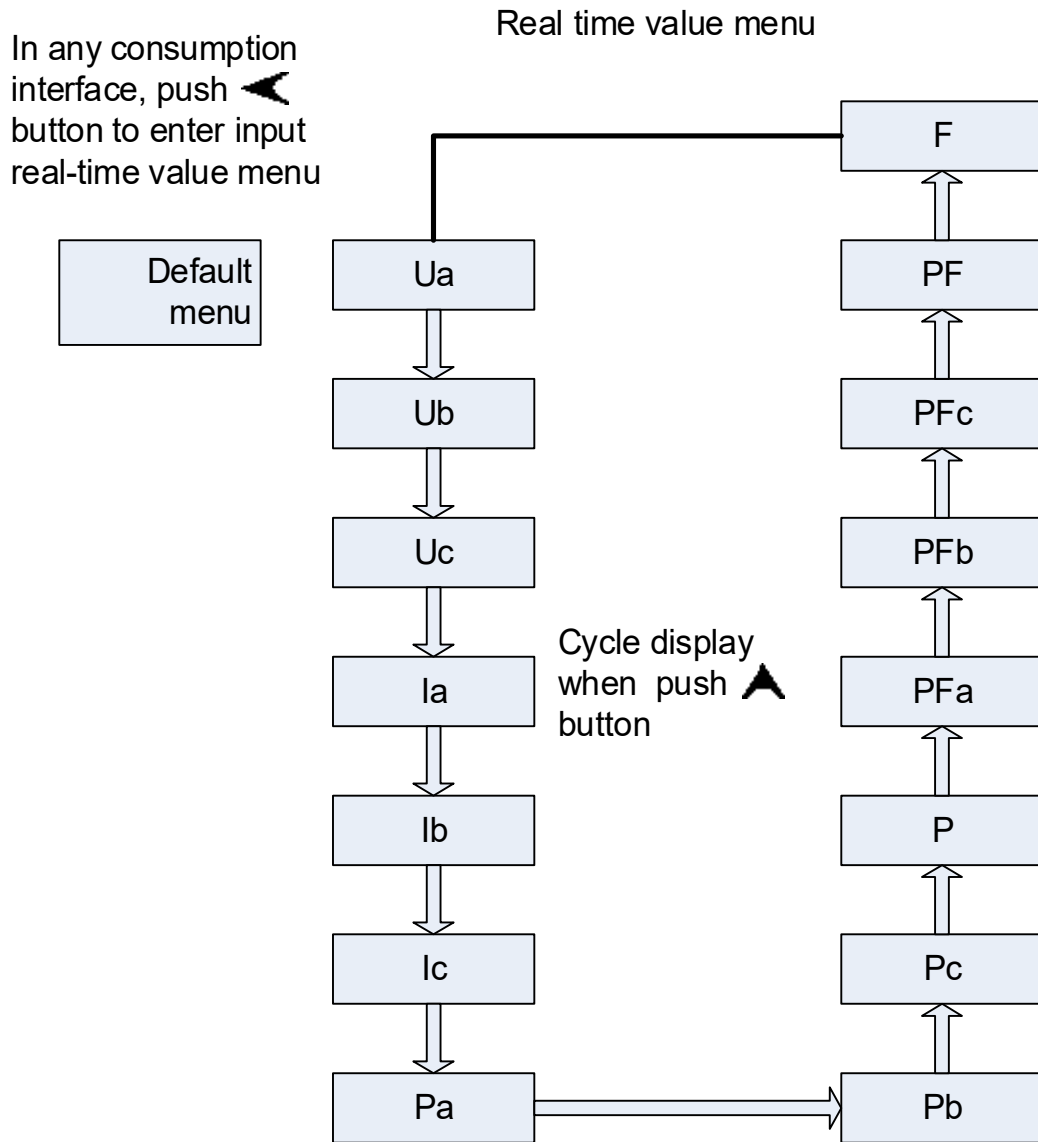 Real time value menu
In any consumption
interface, push
button to enter input
real-time value menu
Default
menu
Ua
Ub
Uc
Ia
Ib
Ic
Pa
Cycle display
when push
button
F
PF
PFc
PFb
PFa
P
Pc
Pb